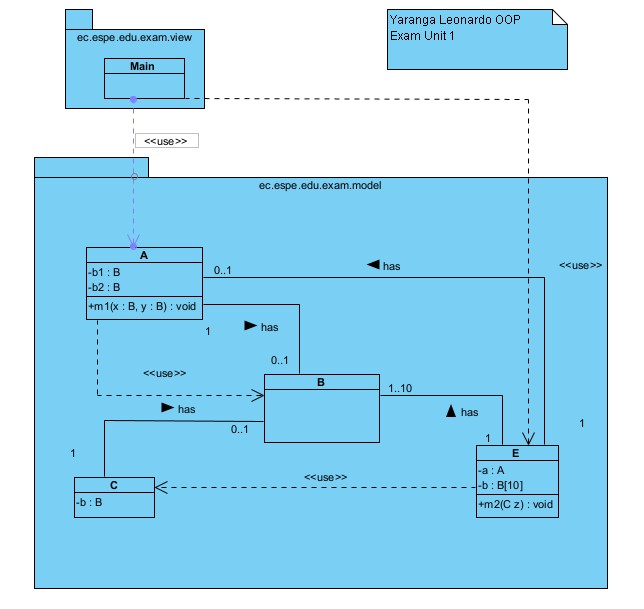 Yaranga Leonardo OOP
Exam Unit 1
ec.espe.edu.exam.view
Main
<<use>>
ec.espe.edu.exam.model
A
-b1 : B
-b2 : B
+m1(x : B, y : B) : void
0..1
has
<<use>>
1
has
0..1
<<use>>
B
1..10
has
0..1
has
1
1
1
C
-b : B
<<use>>
E
-a : A
-b : B[10]
+m2(C z) : void